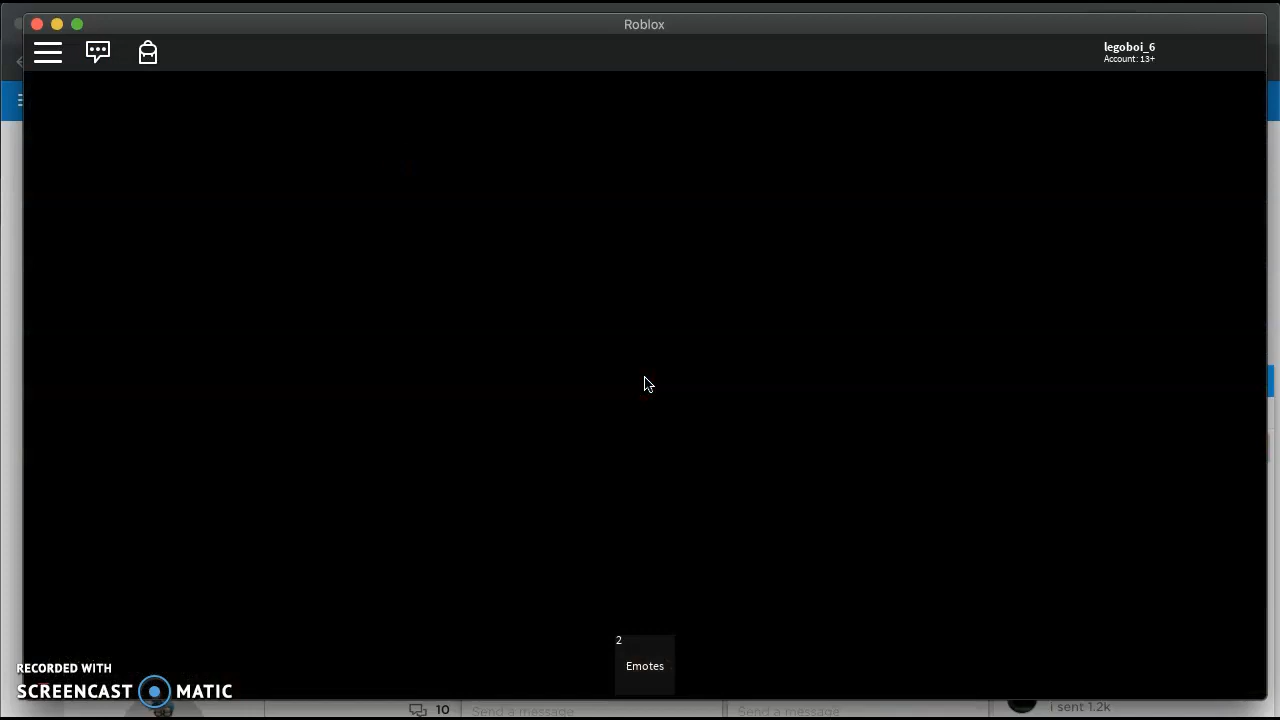 Roblox
legoboi_6
Account: 13+
2
Emotes
RECORDED WITH
SCREENCAST MATIC
10
Send a message
Send a message
i sent 1.2k